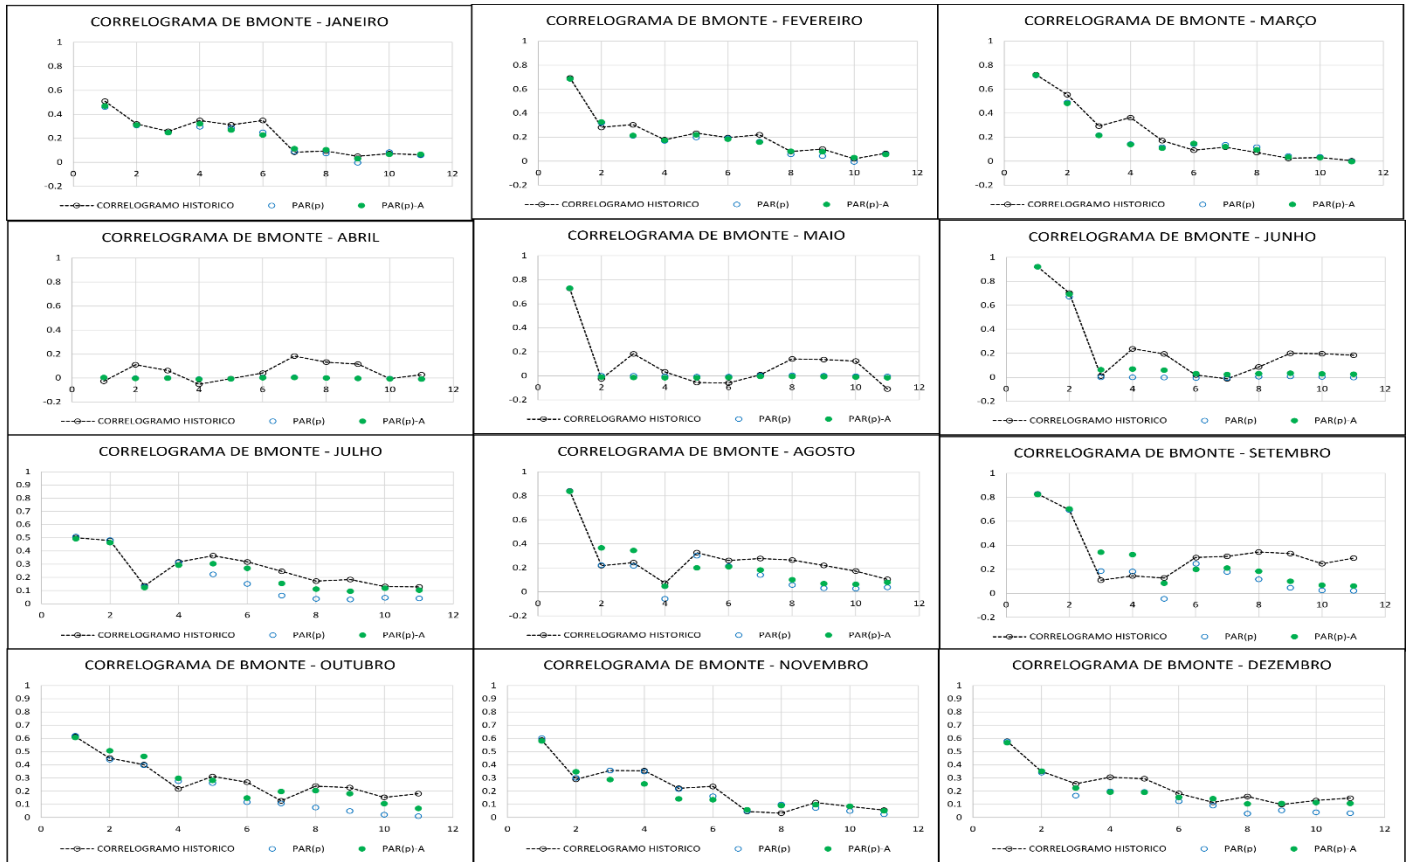 CORRELOGRAMA DE BMONTE - JANEIRO
1
0.8
0.6
0.4
0.2
0
-0.2
0 2 4 6 8 10 12
CORRELOGRAMO HISTORICO PAR(p) PAR(p)-A
CORRELOGRAMA DE BMONTE - FEVEREIRO
1
0.8
0.6
0.4
0.2
0
-0.2
0 2 4 6 8 10 12
CORRELOGRAMO HISTORICO PAR(p) PAR(p)-A
CORRELOGRAMA DE BMONTE - MARÇO
1
0.8
0.6
0.4
0.2
0
-0.2
0 2 4 6 8 10 12
CORRELOGRAMO HISTORICO PAR(p) PAR(p)-A
CORRELOGRAMA DE BMONTE - ABRIL
1
0.8
0.6
0.4
0.2
0
-0.2
0 2 4 6 8 10 12
CORRELOGRAMO HISTORICO PAR(p) PAR(p)-A
CORRELOGRAMA DE BMONTE - MAIO
1
0.8
0.6
0.4
0.2
0
-0.2
0 2 4 6 8 10 12
CORRELOGRAMO HISTORICO PAR(p) PAR(p)-A
CORRELOGRAMA DE BMONTE - JUNHO
1
0.8
0.6
0.4
0.2
0
-0.2
0 2 4 6 8 10 12
CORRELOGRAMO HISTORICO PAR(p) PAR(p)-A
CORRELOGRAMA DE BMONTE - JULHO
1
0.9
0.8
0.7
0.6
0.5
0.4
0.3
0.2
0.1
0
0 2 4 6 8 10 12
CORRELOGRAMO HISTORICO PAR(p) PAR(p)-A
CORRELOGRAMA DE BMONTE - AGOSTO
1
0.8
0.6
0.4
0.2
0
-0.2
0 2 4 6 8 10 12
CORRELOGRAMO HISTORICO PAR(p) PAR(p)-A
CORRELOGRAMA DE BMONTE - SETEMBRO
1
0.8
0.6
0.4
0.2
0
-0.2
0 2 4 6 8 10 12
CORRELOGRAMO HISTORICO PAR(p) PAR(p)-A
CORRELOGRAMA DE BMONTE - OUTUBRO
1
0.9
0.8
0.7
0.6
0.5
0.4
0.3
0.2
0.1
0
0 2 4 6 8 10 12
CORRELOGRAMO HISTORICO PAR(p) PAR(p)-A
CORRELOGRAMA DE BMONTE - NOVEMBRO
1
0.9
0.8
0.7
0.6
0.5
0.4
0.3
0.2
0.1
0
0 2 4 6 8 10 12
CORRELOGRAMO HISTORICO PAR(p) PAR(p)-A
CORRELOGRAMA DE BMONTE - DEZEMBRO
1
0.9
0.8
0.7
0.6
0.5
0.4
0.3
0.2
0.1
0
0 2 4 6 8 10 12
CORRELOGRAMO HISTORICO PAR(p) PAR(p)-A